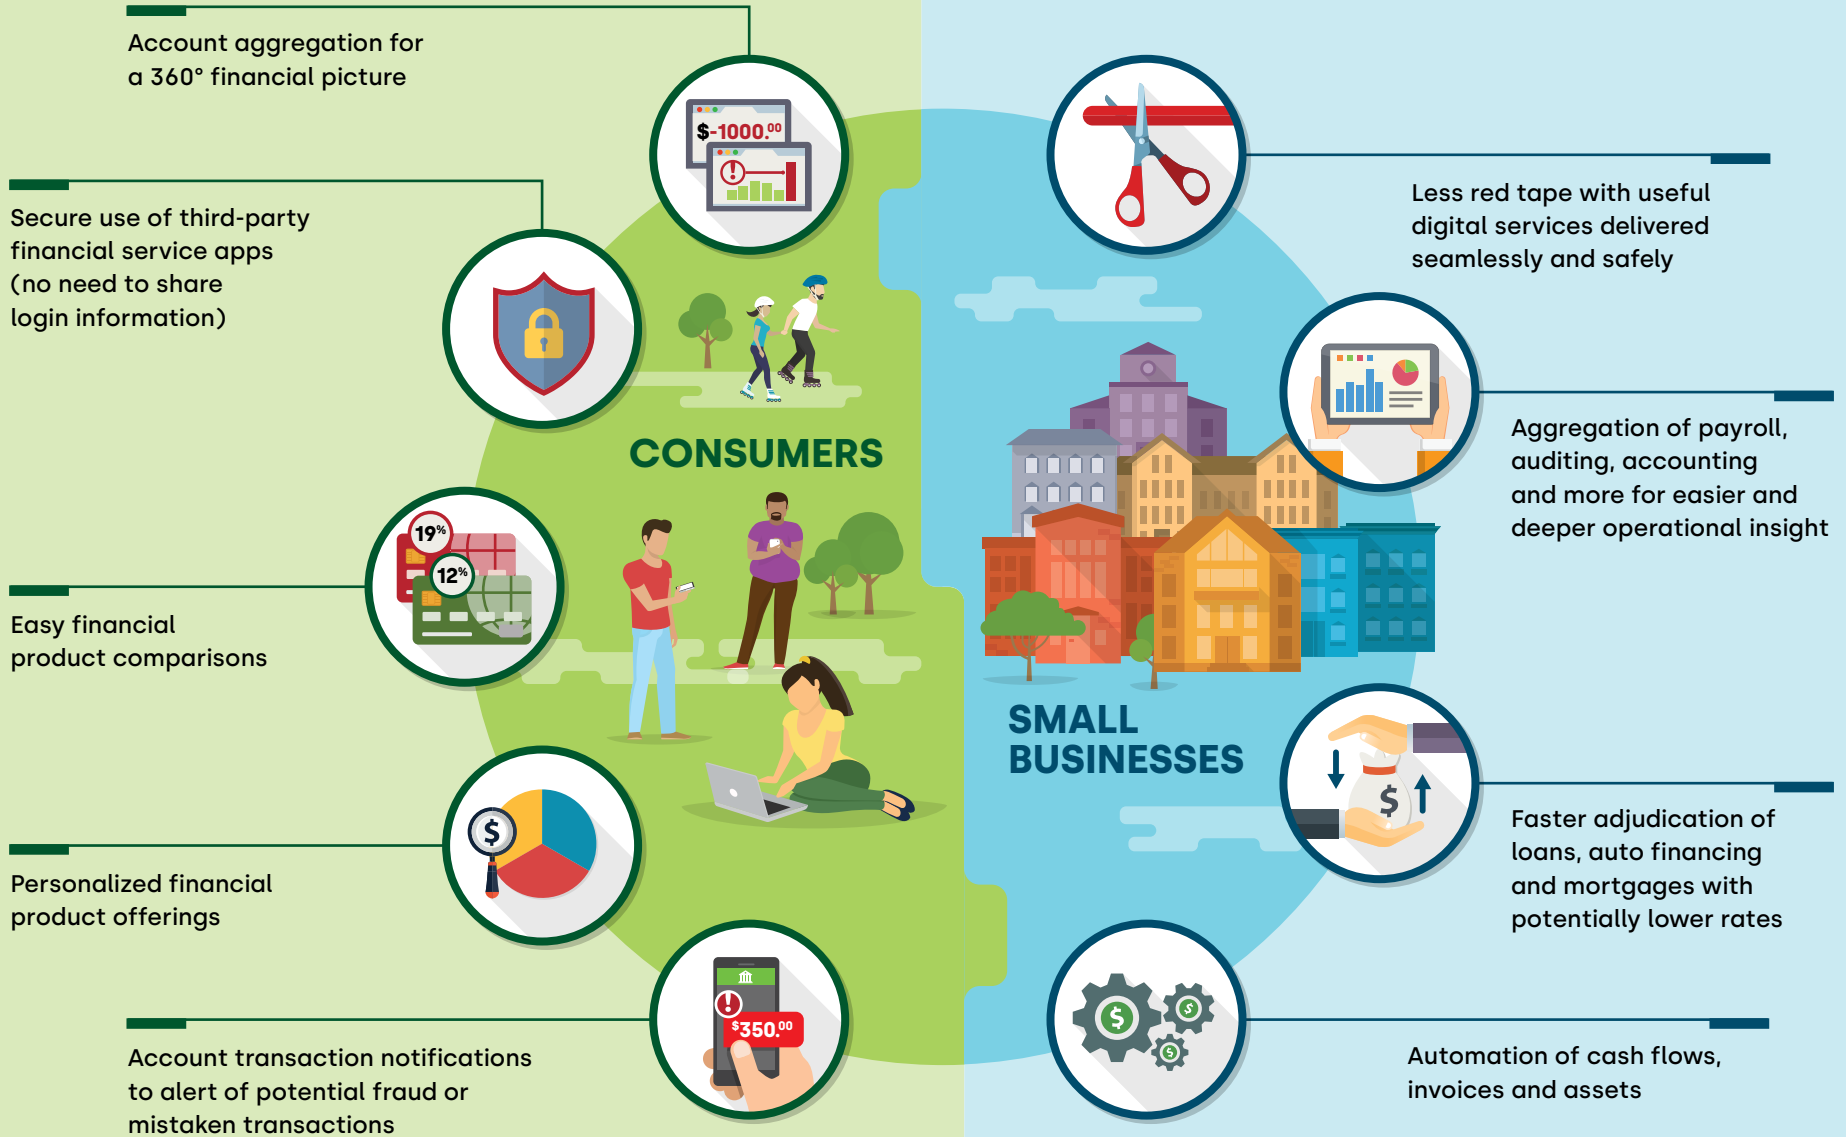 Account aggregation for
a 360° financial picture
$-1000.00
Secure use of third-party
financial service apps
(no need to share
login information)
CONSUMERS
19%
12%
Easy financial
product comparisons
$
Personalized financial
product offerings
$350.00
Account transaction notifications
to alert of potential fraud or
mistaken transactions
Less red tape with useful
digital services delivered
seamlessly and safely
Aggregation of payroll,
auditing, accounting
and more for easier and
deeper operational insight
SMALL
BUSINESSES
$
Faster adjudication of
loans, auto financing
and mortgages with
potentially lower rates
$
$
$
Automation of cash flows,
invoices and assets